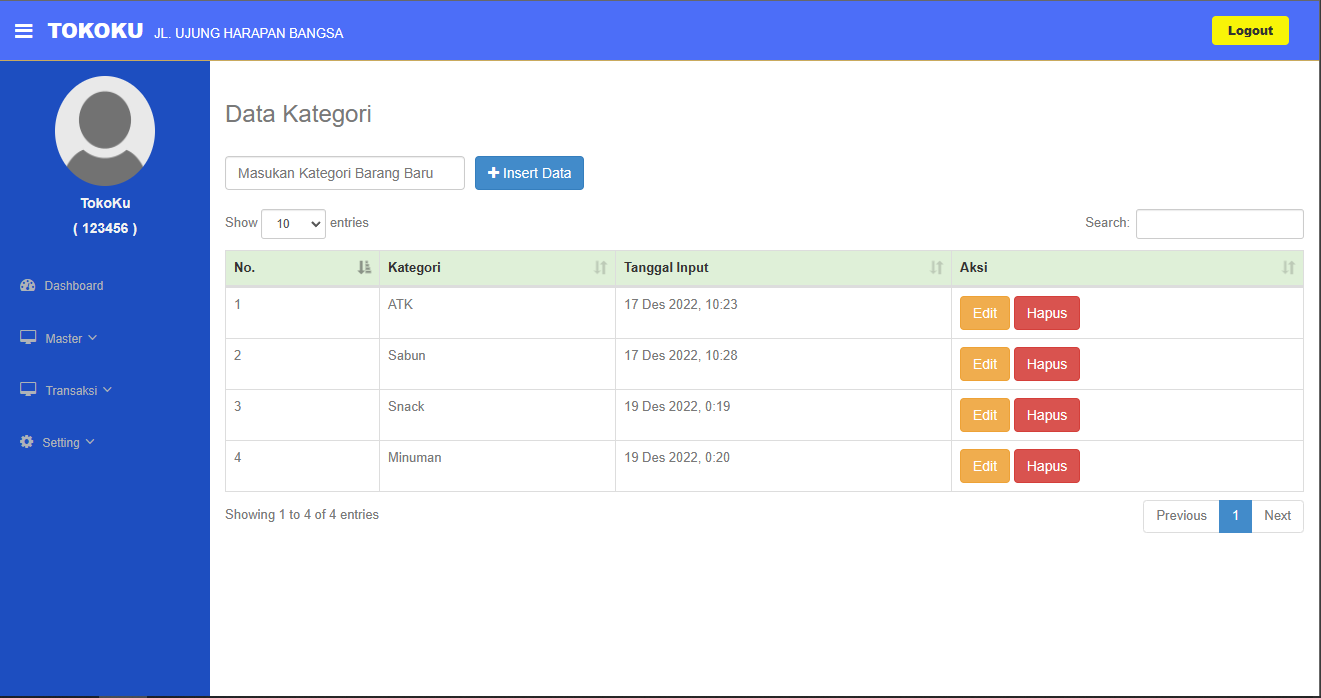 TOKOKU JL. UJUNG HARAPAN BANGSA Logout
TokoKu
( 123456 )
Dashboard
Master
Transaksi
Setting
Data Kategori
Masukan Kategori Barang Baru Insert Data
Show 10 entries Search:
No. Kategori Tanggal Input Aksi
1 ATK 17 Des 2022, 10:23 Edit Hapus
2 Sabun 17 Des 2022, 10:28 Edit Hapus
3 Snack 19 Des 2022, 0:19 Edit Hapus
4 Minuman 19 Des 2022, 0:20 Edit Hapus
Showing 1 to 4 of 4 entries Previous 1 Next